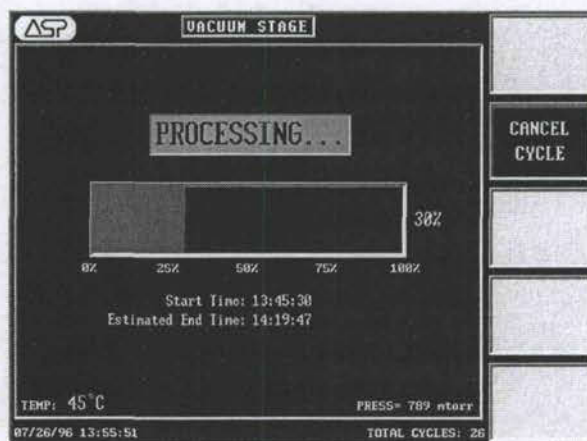 ASP
VACUUM STAGE
PROCESSING...
CANCEL
CYCLE
30%
0% 25% 50% 75% 100%
Start Time: 13:45:30
Estimated End Time: 14:19:47
TEMP: 45°C
PRESS= 789 mtorr
07/26/96 13:55:51
TOTAL CYCLES: 26